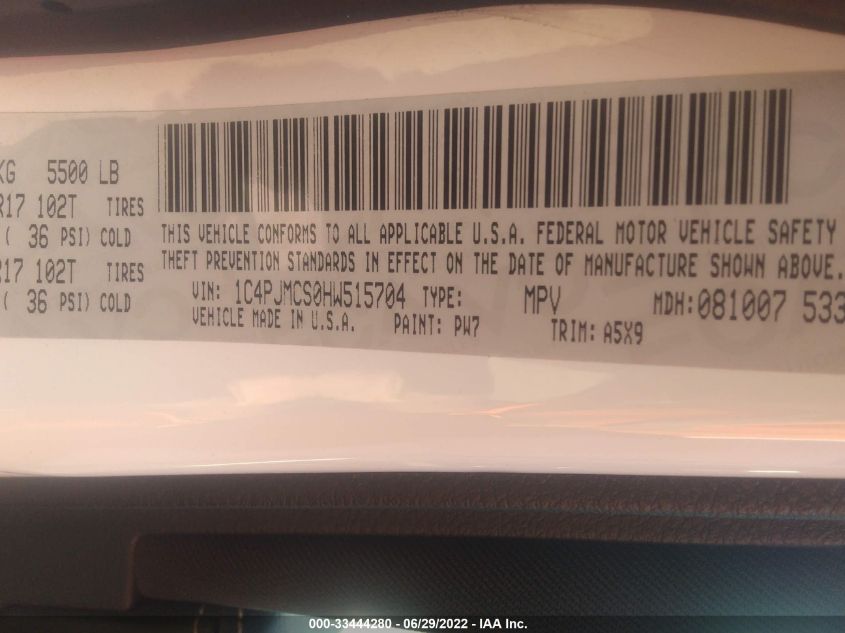 KG 5500 LB
R17 102T TIRES
( 36 PSI) COLD
R17 102T TIRES
( 36 PSI) COLD
THIS VEHICLE CONFORMS TO ALL APPLICABLE U.S.A. FEDERAL MOTOR VEHICLE SAFETY
THEFT PREVENTION STANDARDS IN EFFECT ON THE DATE OF MANUFACTURE SHOWN ABOVE.
VIN: 1C4PJMCS0HW515704 TYPE: MPV MDH: 081007 533
VEHICLE MADE IN U.S.A. PAINT: PW7 TRIM: A5X9
000-33444280 - 06/29/2022 - IAA Inc.